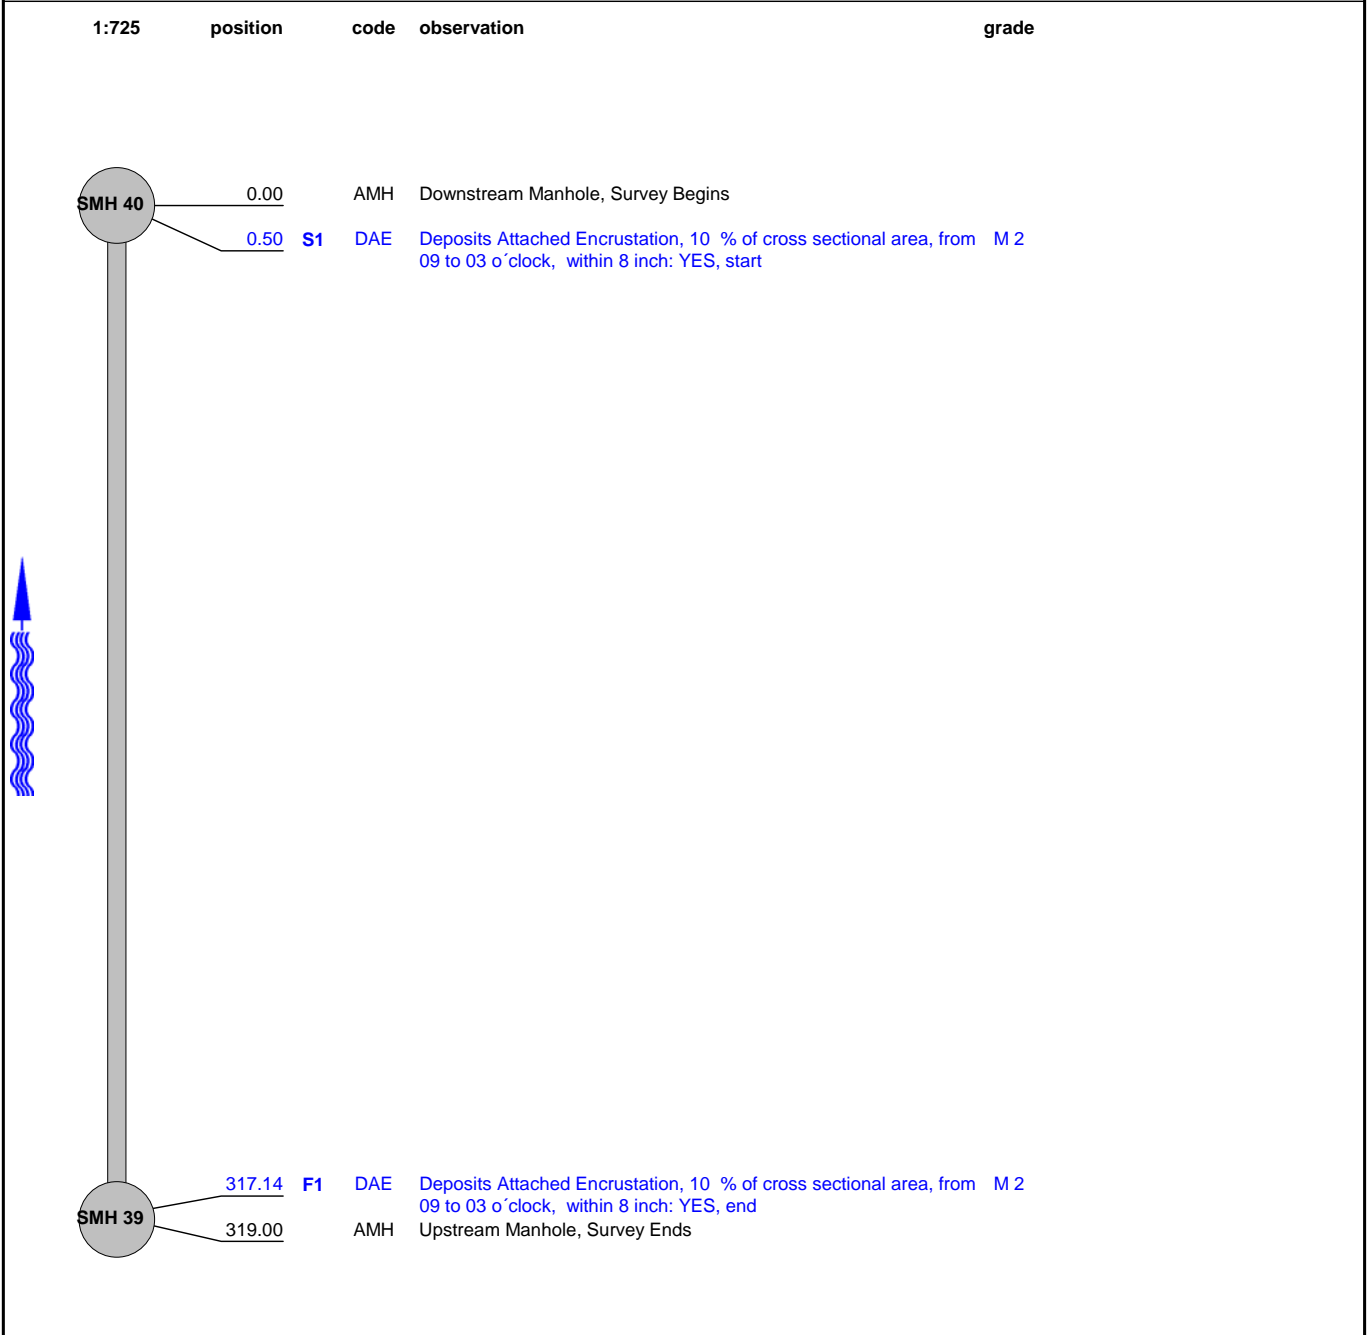 1:725 position code observation grade
SMH 40
0.00 AMH Downstream Manhole, Survey Begins
0.50 S1 DAE Deposits Attached Encrustation, 10 % of cross sectional area, from M 2
09 to 03 o´clock, within 8 inch: YES, start
317.14 F1 DAE Deposits Attached Encrustation, 10 % of cross sectional area, from M 2
09 to 03 o´clock, within 8 inch: YES, end
SMH 39
319.00 AMH Upstream Manhole, Survey Ends